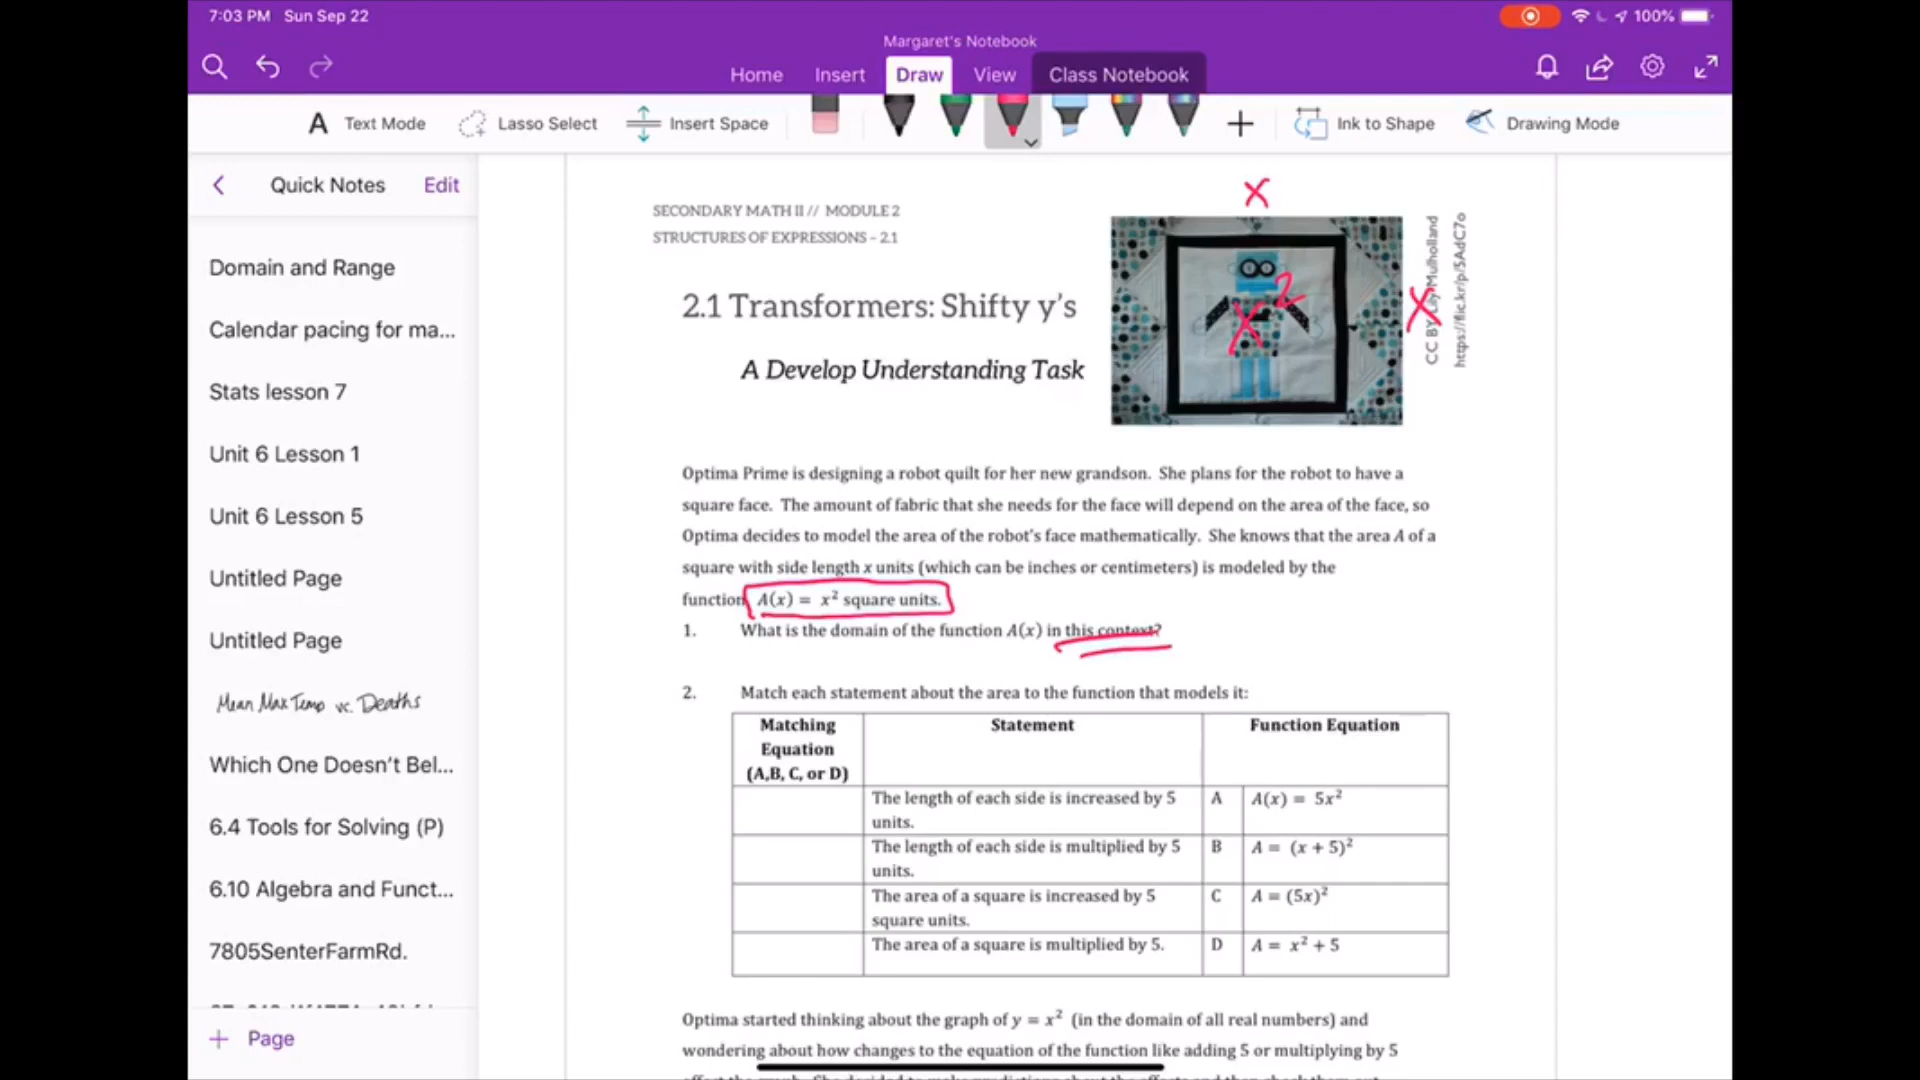 7:03 PM Sun Sep 22
100%
Margaret's Notebook
Home Insert Draw View Class Notebook
A Text Mode Lasso Select Insert Space Ink to Shape Drawing Mode
Quick Notes Edit
Domain and Range
Calendar pacing for ma...
Stats lesson 7
Unit 6 Lesson 1
Unit 6 Lesson 5
Untitled Page
Untitled Page
Mean Max Temp vs. Deaths
Which One Doesn't Bel...
6.4 Tools for Solving (P)
6.10 Algebra and Funct...
7805SenterFarmRd.
+ Page
SECONDARY MATH II // MODULE 2
STRUCTURES OF EXPRESSIONS – 2.1
x
x²
x
CC BY Lily Mulholland
https://flic.kr/p/5AdC7o
2.1 Transformers: Shifty y's
A Develop Understanding Task
Optima Prime is designing a robot quilt for her new grandson. She plans for the robot to have a
square face. The amount of fabric that she needs for the face will depend on the area of the face, so
Optima decides to model the area of the robot's face mathematically. She knows that the area A of a
square with side length x units (which can be inches or centimeters) is modeled by the
function A(x) = x² square units.
1. What is the domain of the function A(x) in this context?
2. Match each statement about the area to the function that models it:
Matching Equation (A,B, C, or D) Statement Function Equation
The length of each side is increased by 5 units. A A(x) = 5x²
The length of each side is multiplied by 5 units. B A = (x + 5)²
The area of a square is increased by 5 square units. C A = (5x)²
The area of a square is multiplied by 5. D A = x² + 5
Optima started thinking about the graph of y = x² (in the domain of all real numbers) and
wondering about how changes to the equation of the function like adding 5 or multiplying by 5